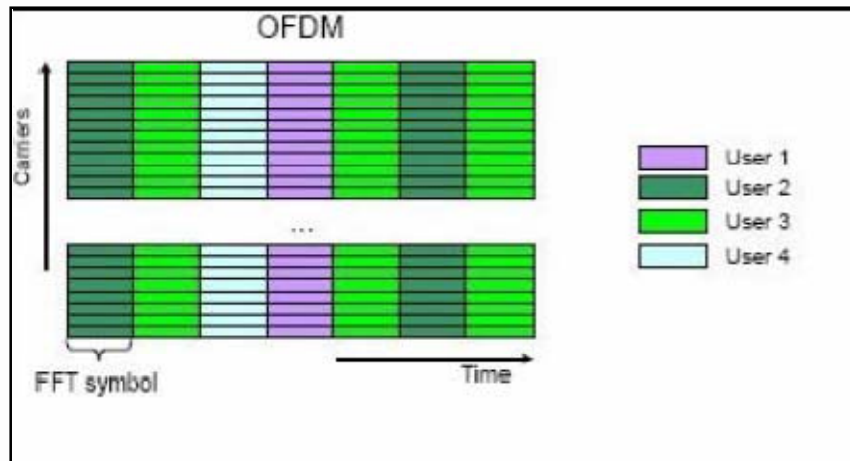 OFDM
Carriers
...
FFT symbol
Time
User 1
User 2
User 3
User 4